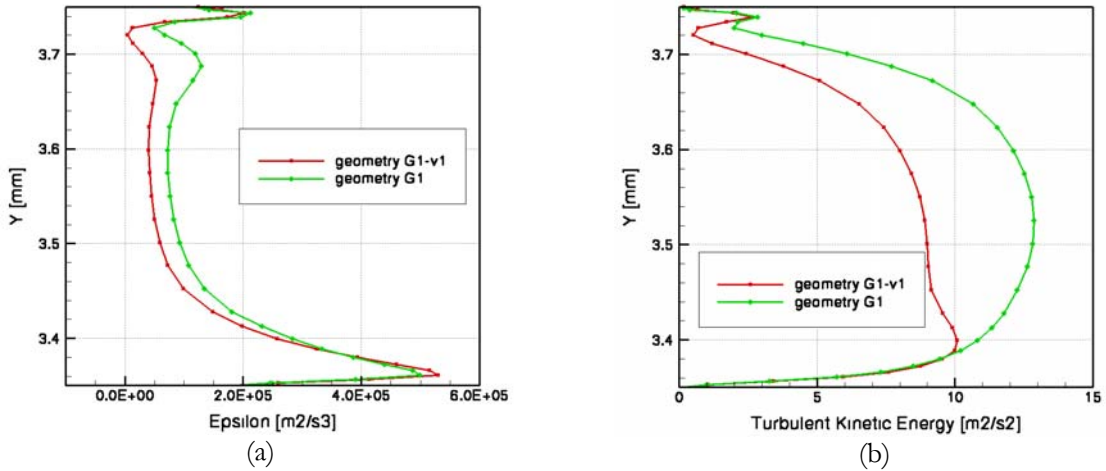 3.7
3.6
3.5
3.4
Y [mm]
geometry G1-v1
geometry G1
0.0E+00
2.0E+05
4.0E+05
6.0E+05
Epsilon [m2/s3]
(a)
3.7
3.6
3.5
3.4
Y [mm]
geometry G1-v1
geometry G1
0
5
10
15
Turbulent Kinetic Energy [m2/s2]
(b)